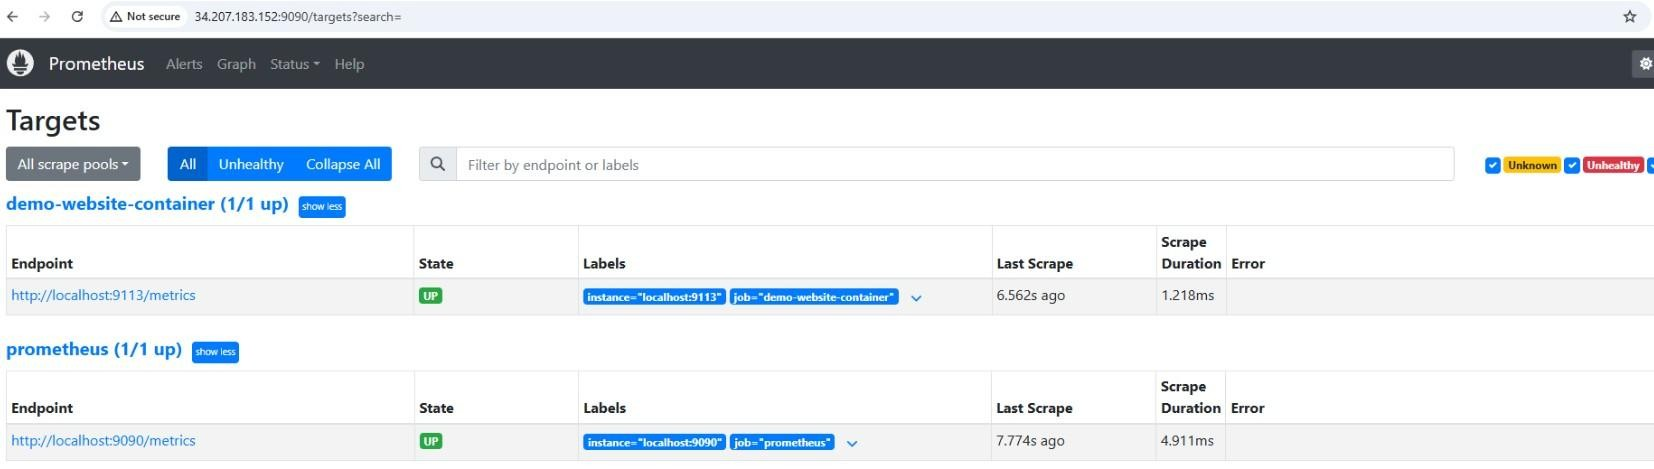 Not secure 34.207.183.152:9090/targets?search=
Prometheus Alerts Graph Status Help
Targets
All scrape pools All Unhealthy Collapse All Filter by endpoint or labels Unknown Unhealthy
demo-website-container (1/1 up) show less
Endpoint State Labels Last Scrape Scrape Duration Error
http://localhost:9113/metrics UP instance="localhost:9113" job="demo-website-container" 6.562s ago 1.218ms
prometheus (1/1 up) show less
Endpoint State Labels Last Scrape Scrape Duration Error
http://localhost:9090/metrics UP instance="localhost:9090" job="prometheus" 7.774s ago 4.911ms